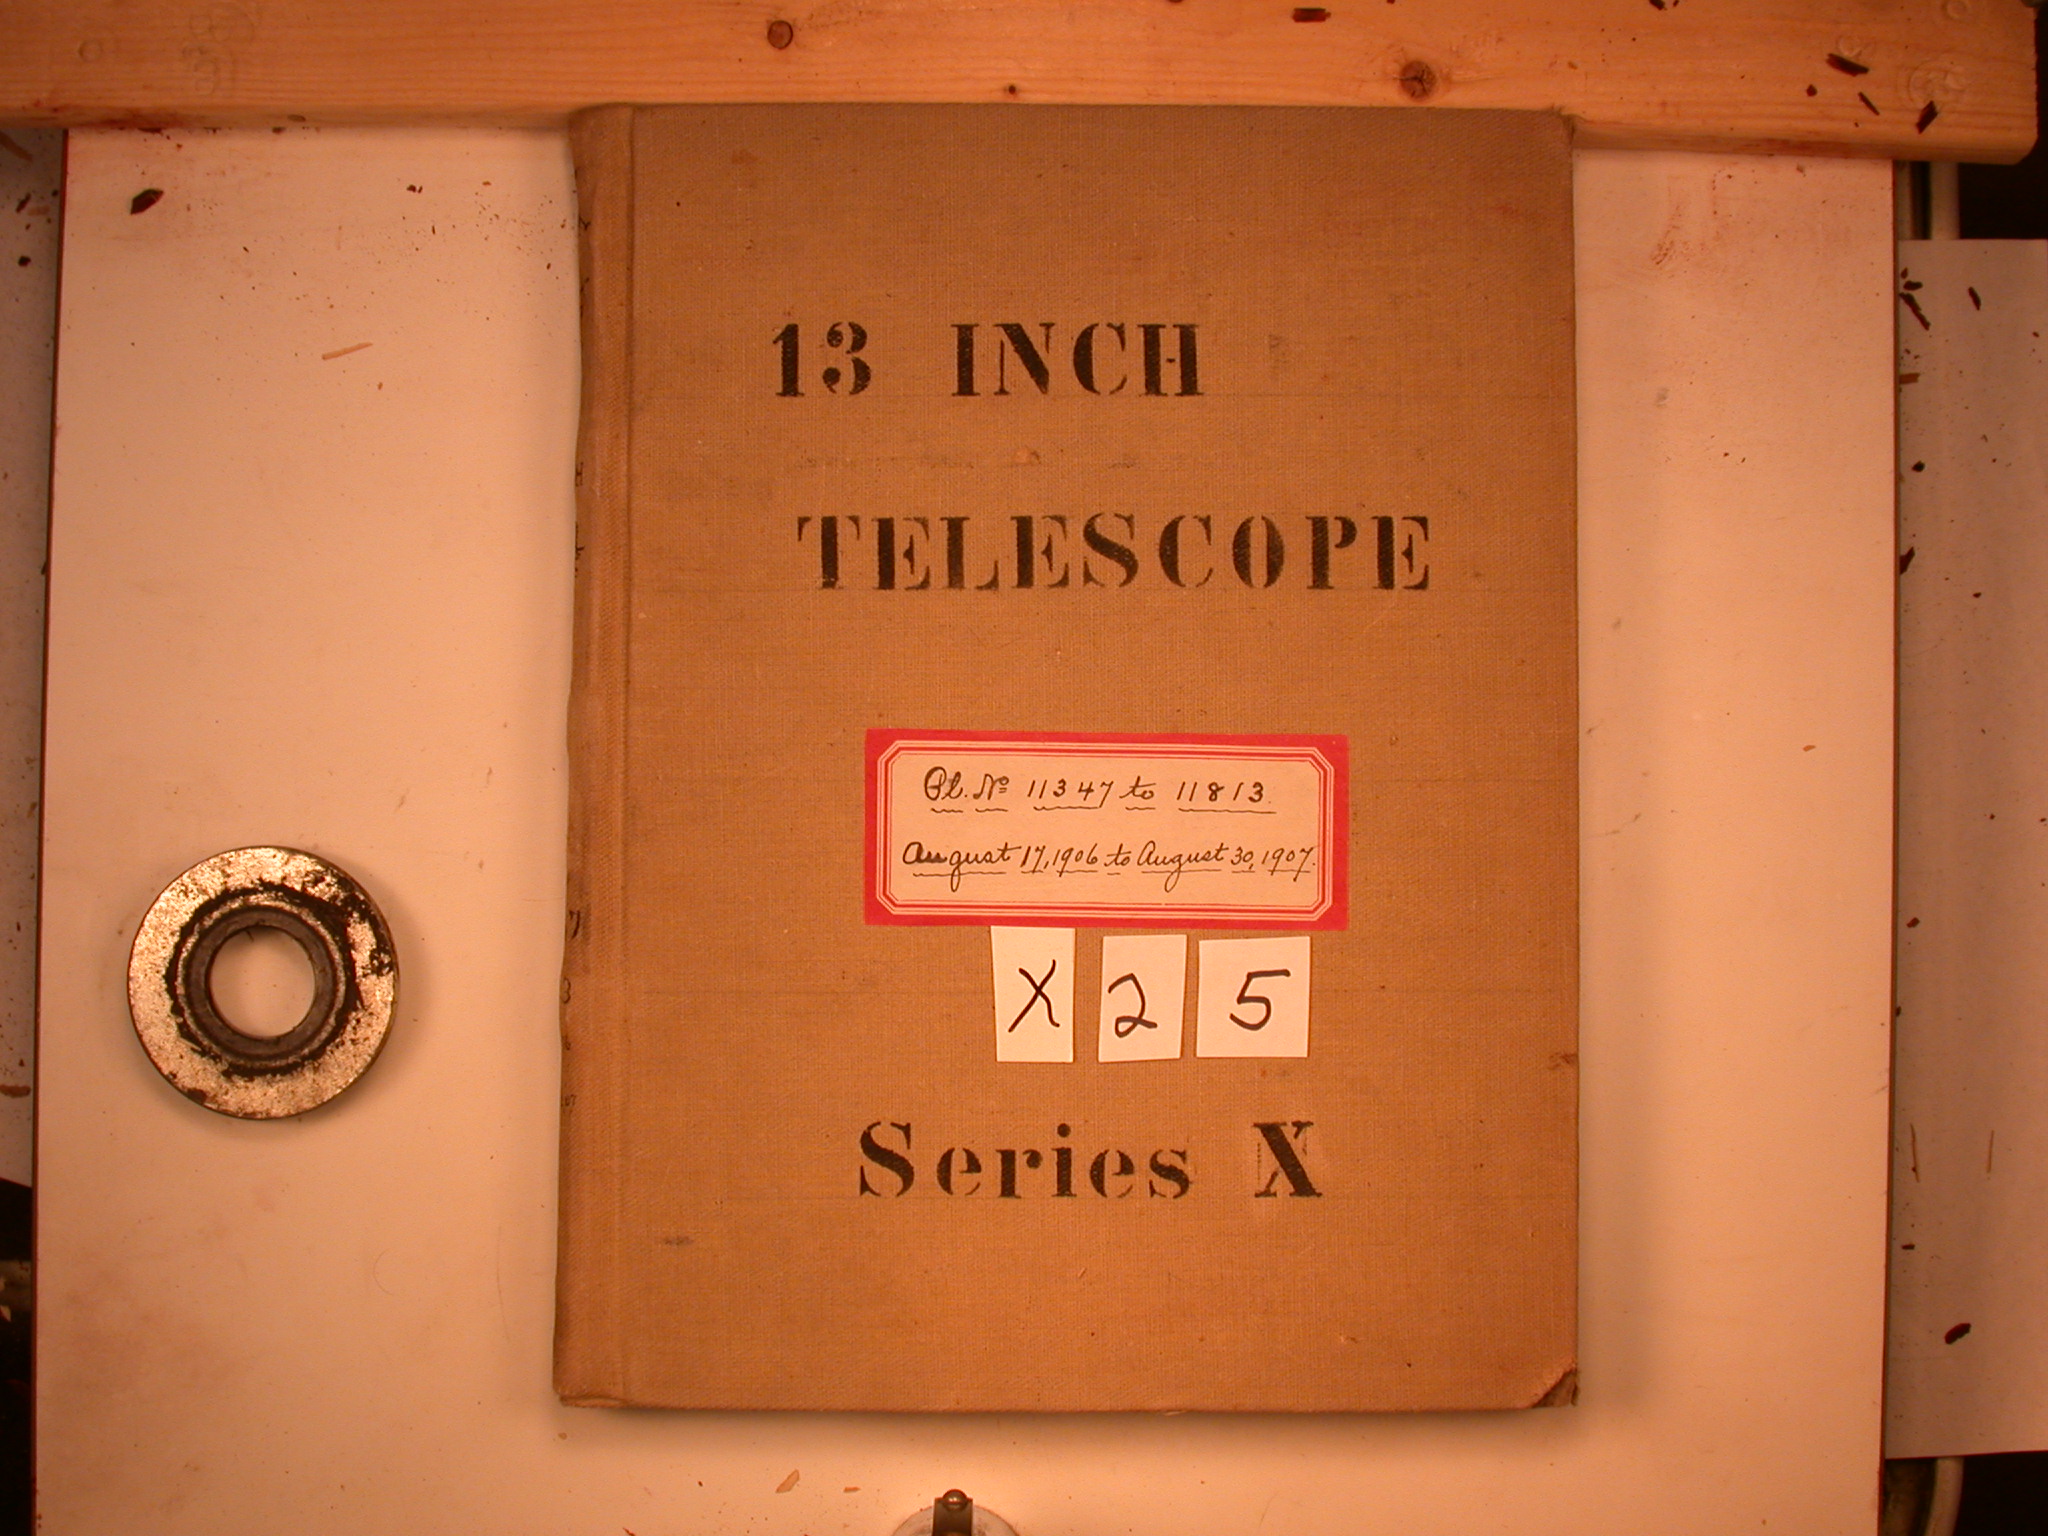 13 INCH
TELESCOPE
Pl. Nº 11347 to 11813.
August 17, 1906 to August 30, 1907.
X 2 5
Series X